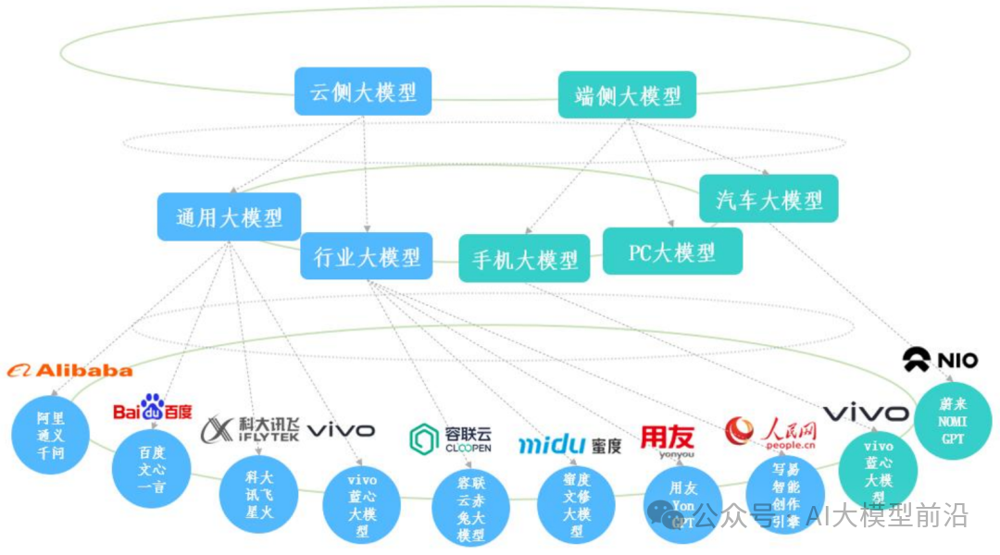 云侧大模型
端侧大模型
通用大模型
行业大模型
手机大模型
PC大模型
汽车大模型
Alibaba
阿里
通义
千问
Bai du 百度
百度
文心
一言
科大讯飞
iFLYTEK
科大
讯飞
星火
vivo
vivo
蓝心
大模
型
容联云
CLOOPEN
容联
云赤
兔大
模型
midu 蜜度
蜜度
文修
大模
型
用友
yonyou
用友
Yon
GPT
人民网
people.cn
写易
智能
创作
引擎
vivo
vivo
蓝心
大模
型
NIO
蔚来
NOMI
GPT
公众号 · AI大模型前沿